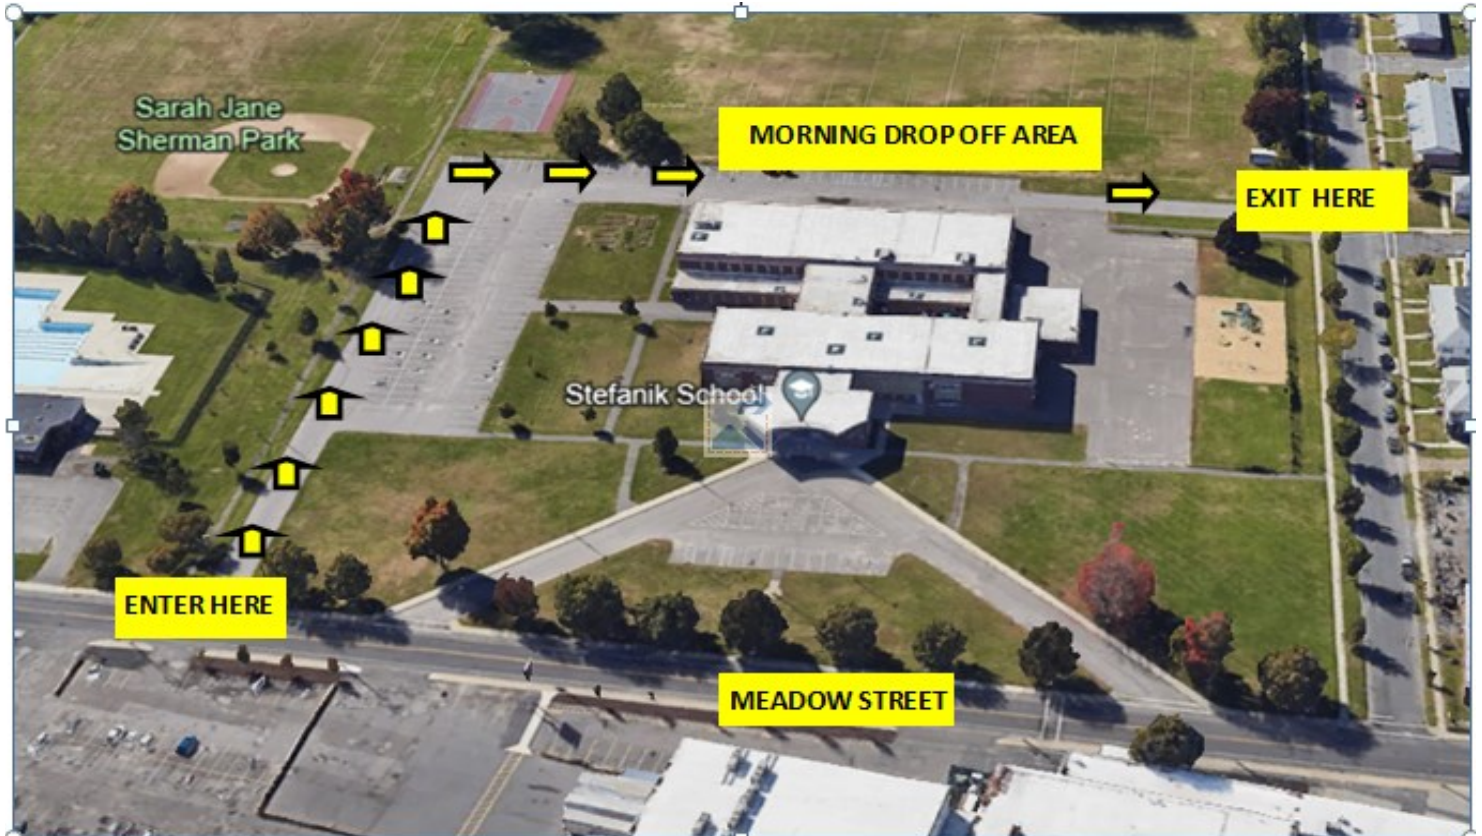 Sarah Jane
Sherman Park
MORNING DROP OFF AREA
EXIT HERE
Stefanik School
ENTER HERE
MEADOW STREET